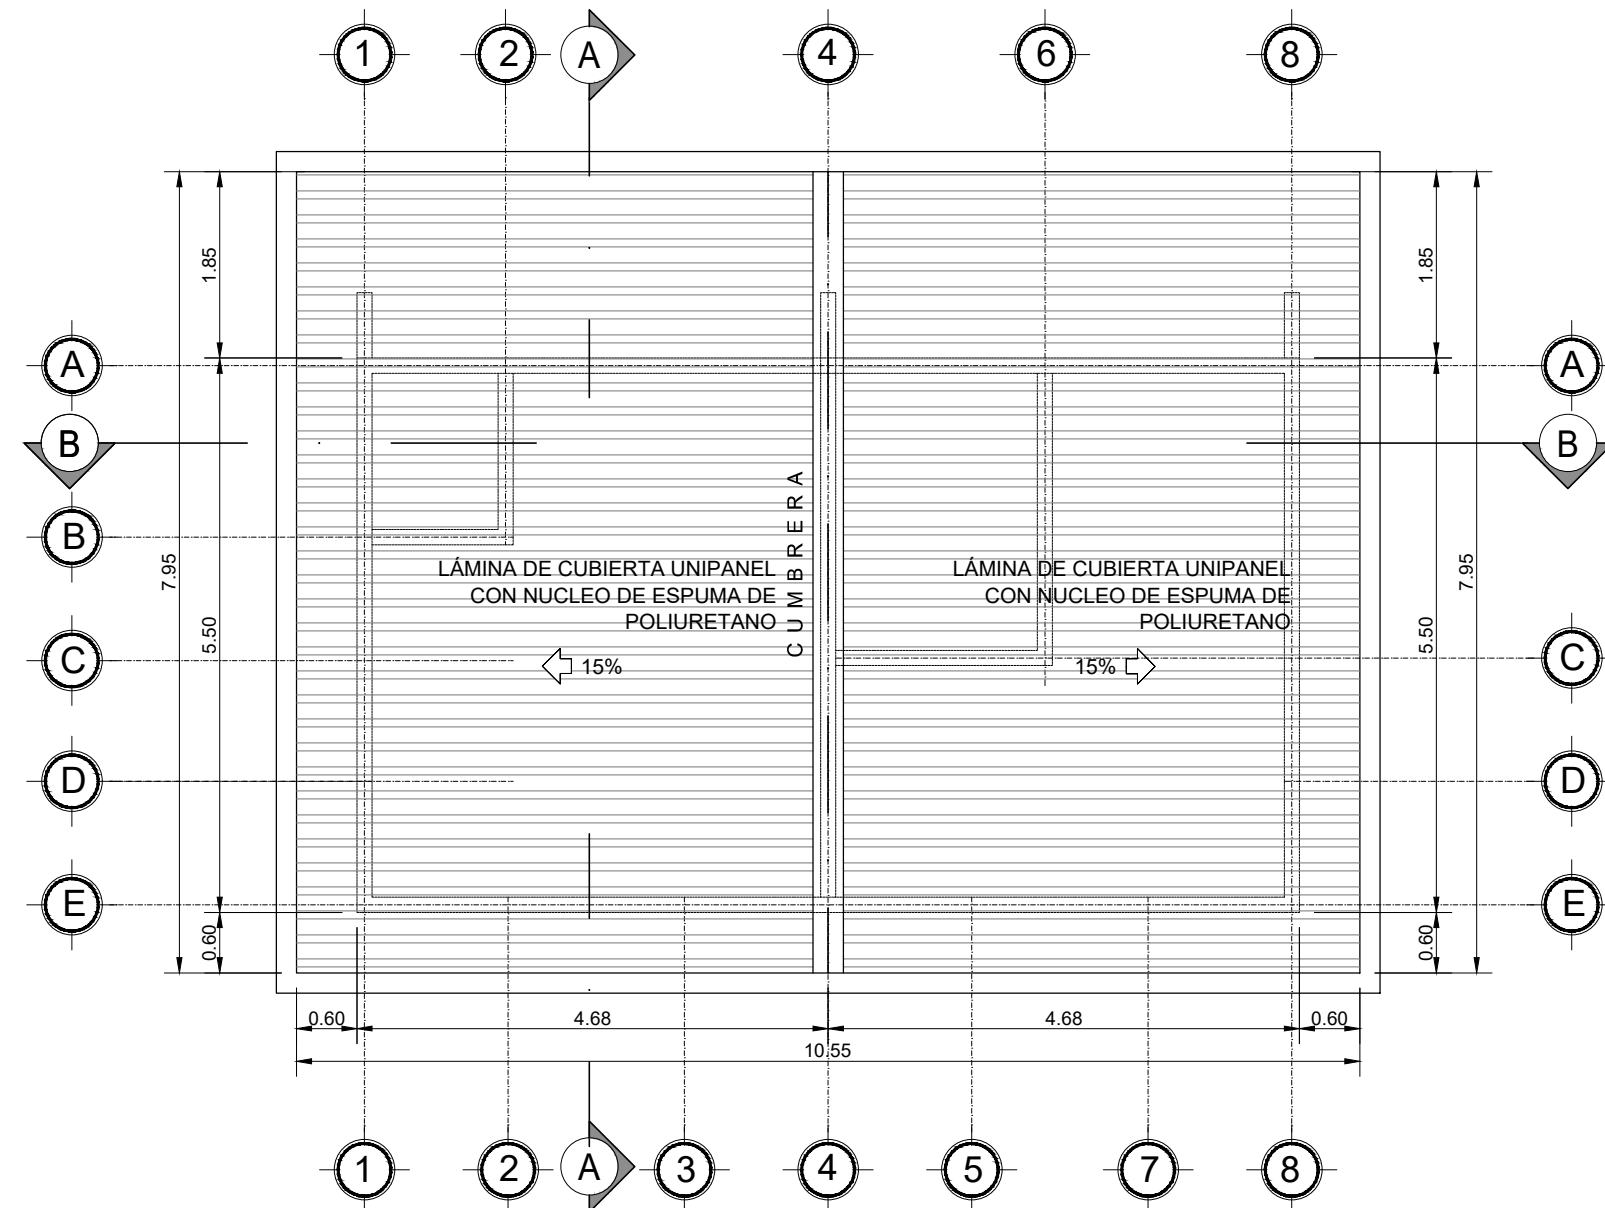 1 2 A 4 6 8
1.85 1.85
A A
B B
B
CUMBRERA
7.95 7.95
LÁMINA DE CUBIERTA UNIPANEL
CON NUCLEO DE ESPUMA DE
POLIURETANO
LÁMINA DE CUBIERTA UNIPANEL
CON NUCLEO DE ESPUMA DE
POLIURETANO
5.50 5.50
C C
15% 15%
D D
E E
0.60 0.60
0.60 4.68 4.68 0.60
10.55
1 2 A 3 4 5 7 8